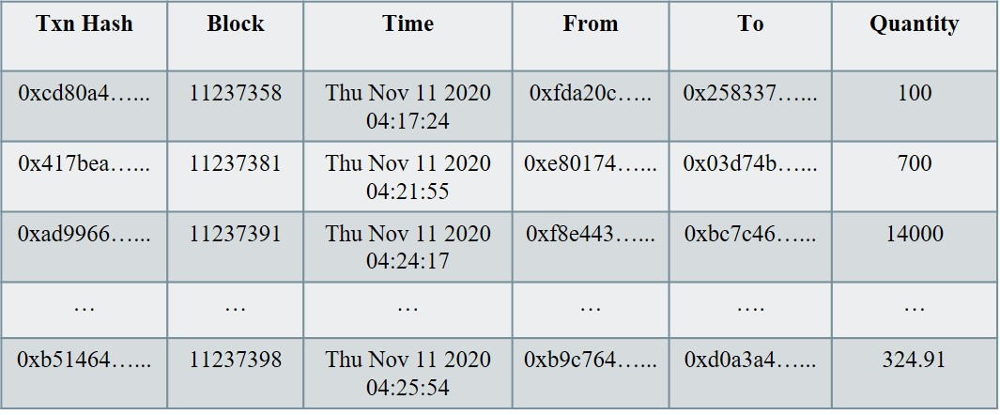 Txn Hash Block Time From To Quantity
0xcd80a4…... 11237358 Thu Nov 11 2020 0xfda20c….. 0x258337…... 100
04:17:24
0x417bea…... 11237381 Thu Nov 11 2020 0xe80174…... 0x03d74b…... 700
04:21:55
0xad9966…... 11237391 Thu Nov 11 2020 0xf8e443…... 0xbc7c46…... 14000
04:24:17
… … … … …. …
0xb51464…... 11237398 Thu Nov 11 2020 0xb9c764…... 0xd0a3a4…... 324.91
04:25:54